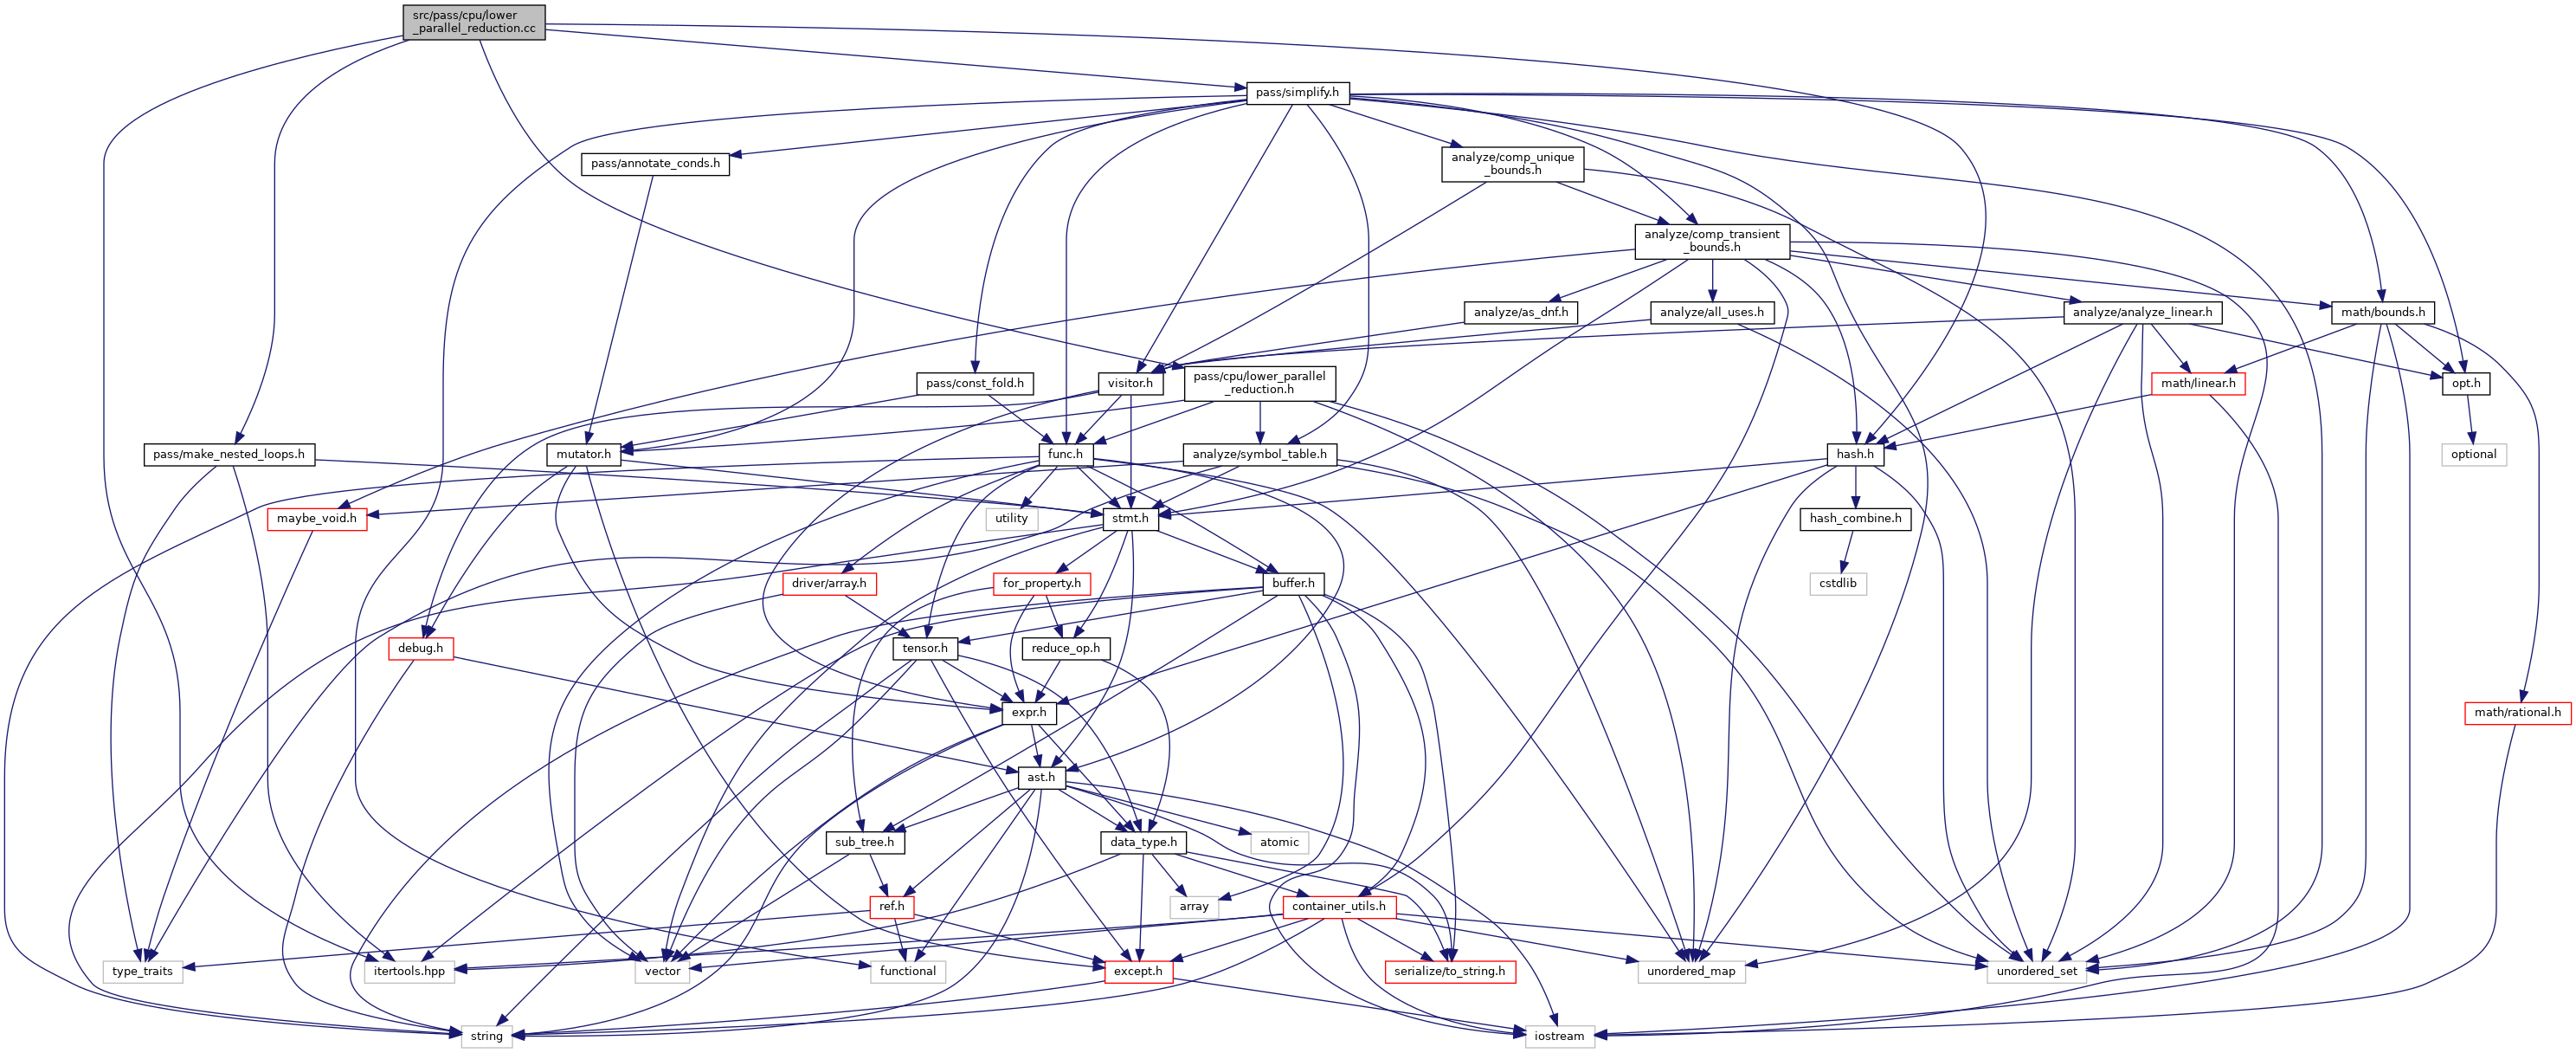 src/pass/cpu/lower
_parallel_reduction.cc
pass/simplify.h
pass/annotate_conds.h
analyze/comp_unique
_bounds.h
analyze/comp_transient
_bounds.h
analyze/as_dnf.h
analyze/all_uses.h
analyze/analyze_linear.h
math/bounds.h
pass/const_fold.h
visitor.h
pass/cpu/lower_parallel
_reduction.h
math/linear.h
opt.h
pass/make_nested_loops.h
mutator.h
func.h
analyze/symbol_table.h
hash.h
optional
maybe_void.h
utility
stmt.h
hash_combine.h
driver/array.h
for_property.h
buffer.h
cstdlib
debug.h
tensor.h
reduce_op.h
expr.h
math/rational.h
ast.h
sub_tree.h
data_type.h
atomic
ref.h
array
container_utils.h
type_traits
itertools.hpp
vector
functional
except.h
serialize/to_string.h
unordered_map
unordered_set
string
iostream